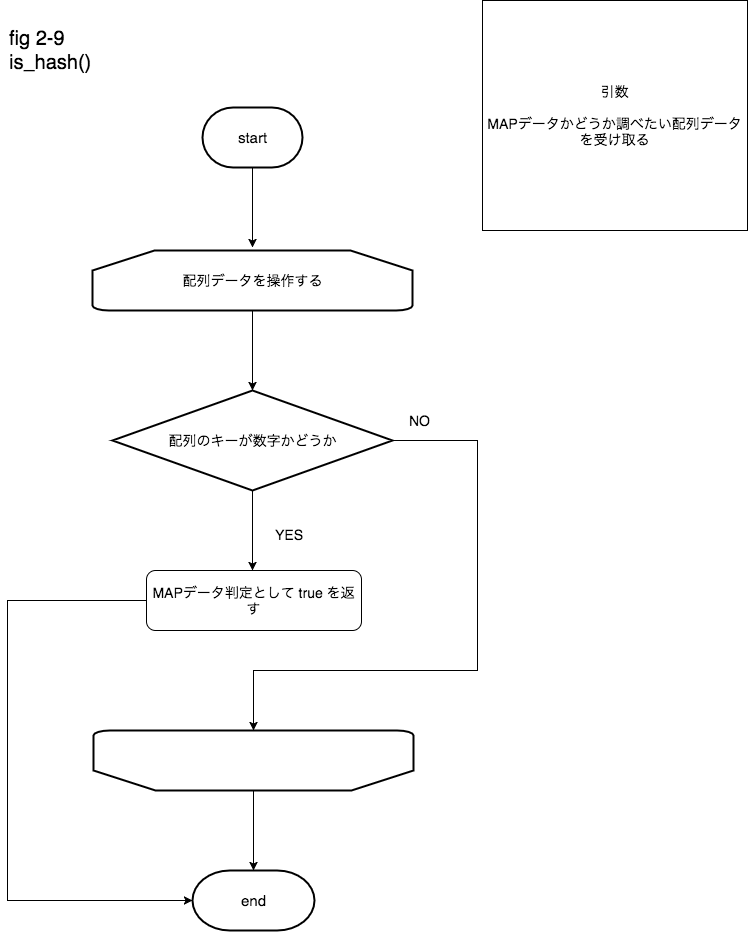 fig 2-9
is_hash()
引数
MAPデータかどうか調べたい配列データ
を受け取る
start
配列データを操作する
配列のキーが数字かどうか
NO
YES
MAPデータ判定として true を返
す
end